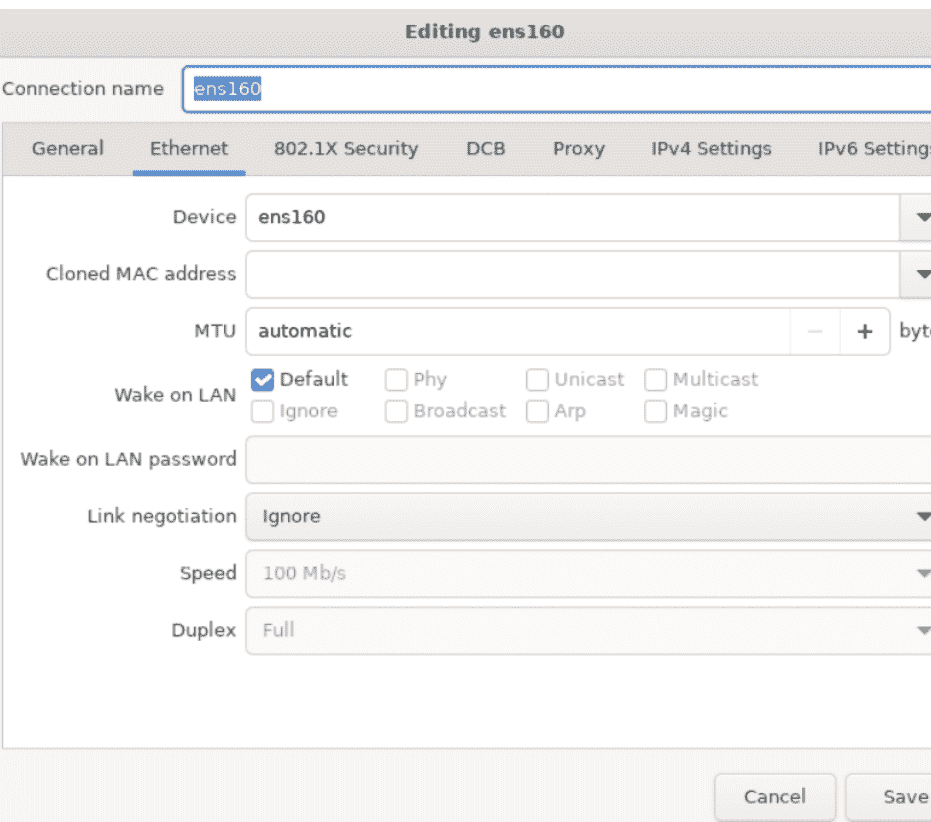 Editing ens160
Connection name ens160
General Ethernet 802.1X Security DCB Proxy IPv4 Settings IPv6 Settings
Device ens160
Cloned MAC address
MTU automatic − + byt
Wake on LAN
Default Phy Unicast Multicast
Ignore Broadcast Arp Magic
Wake on LAN password
Link negotiation Ignore
Speed 100 Mb/s
Duplex Full
Cancel Save